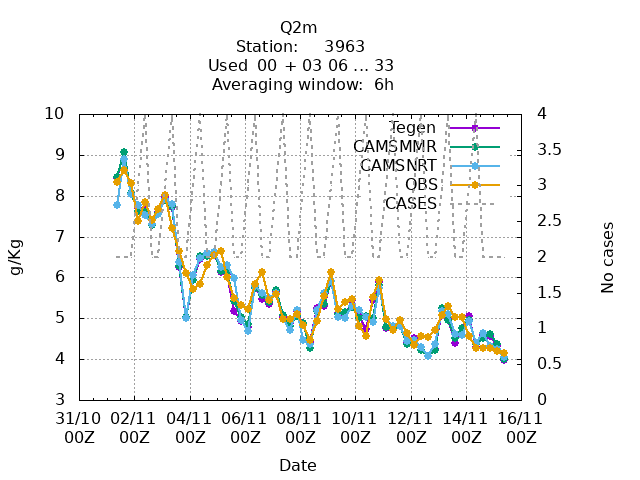 Q2m
Station: 3963
Used 00 + 03 06 ... 33
Averaging window: 6h
10
9
8
7
6
5
4
3
g/Kg
4
3.5
3
2.5
2
1.5
1
0.5
0
No cases
Tegen
CAMSMMR
CAMSNRT
OBS
CASES
31/10 02/11 04/11 06/11 08/11 10/11 12/11 14/11 16/11
00Z 00Z 00Z 00Z 00Z 00Z 00Z 00Z 00Z
Date